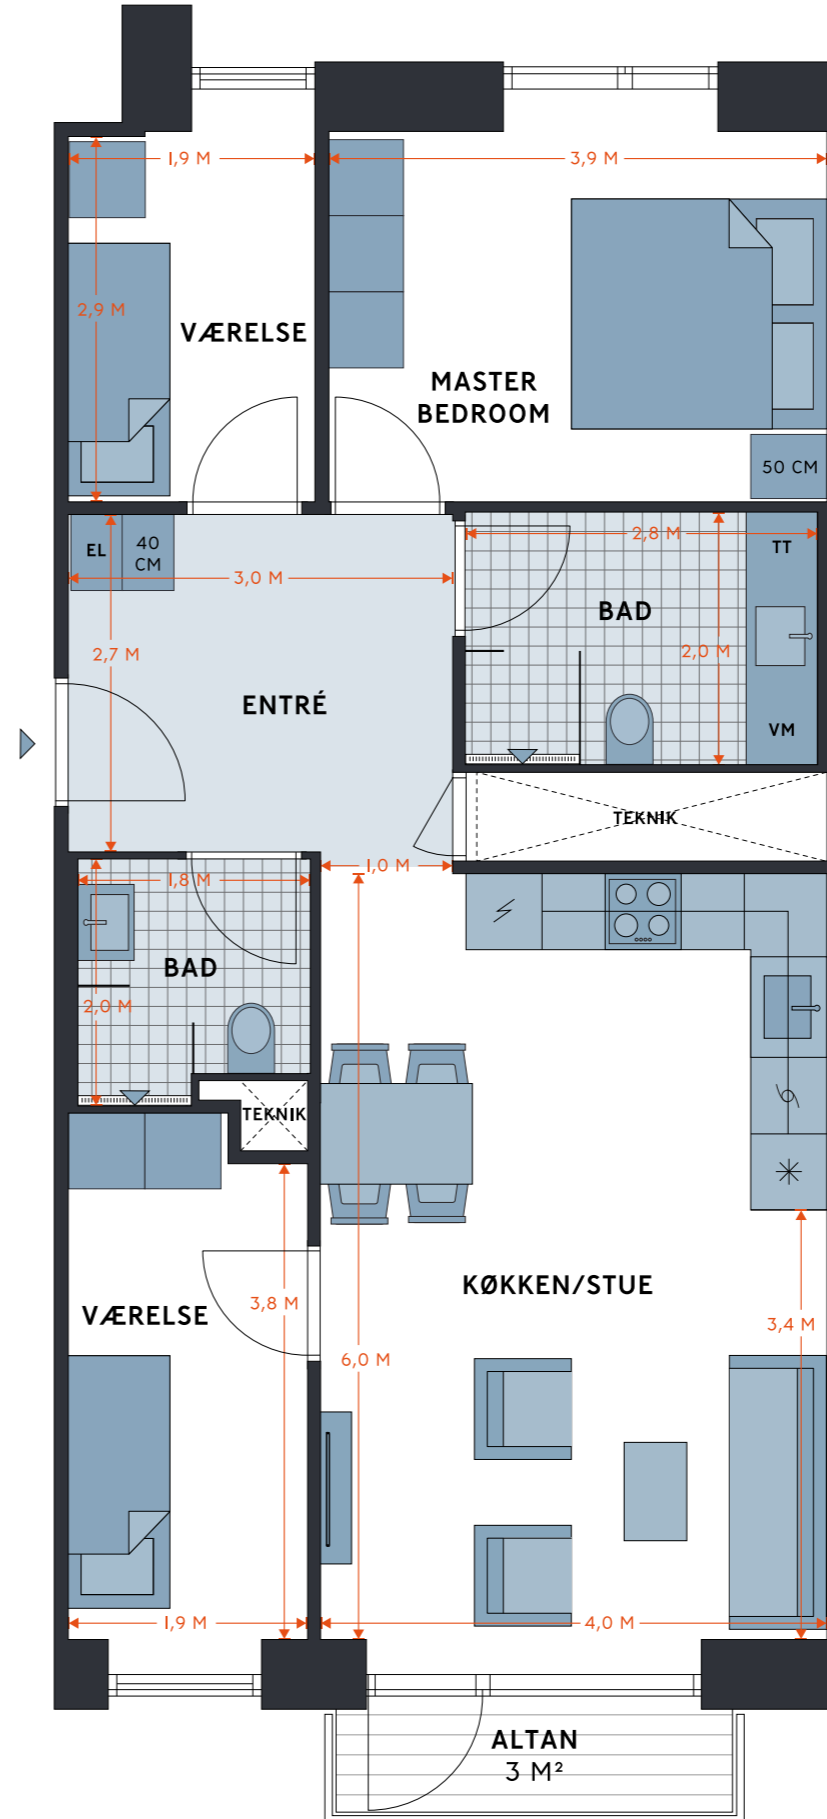 1,9 M
3,9 M
2,9 M
VÆRELSE
MASTER
BEDROOM
50 CM
EL
40
CM
2,8 M
TT
3,0 M
BAD
2,7 M
2,0 M
ENTRÉ
VM
TEKNIK
1,8 M
1,0 M
BAD
2,0 M
TEKNIK
KØKKEN/STUE
3,8 M
VÆRELSE
3,4 M
6,0 M
1,9 M
4,0 M
ALTAN
3 M²